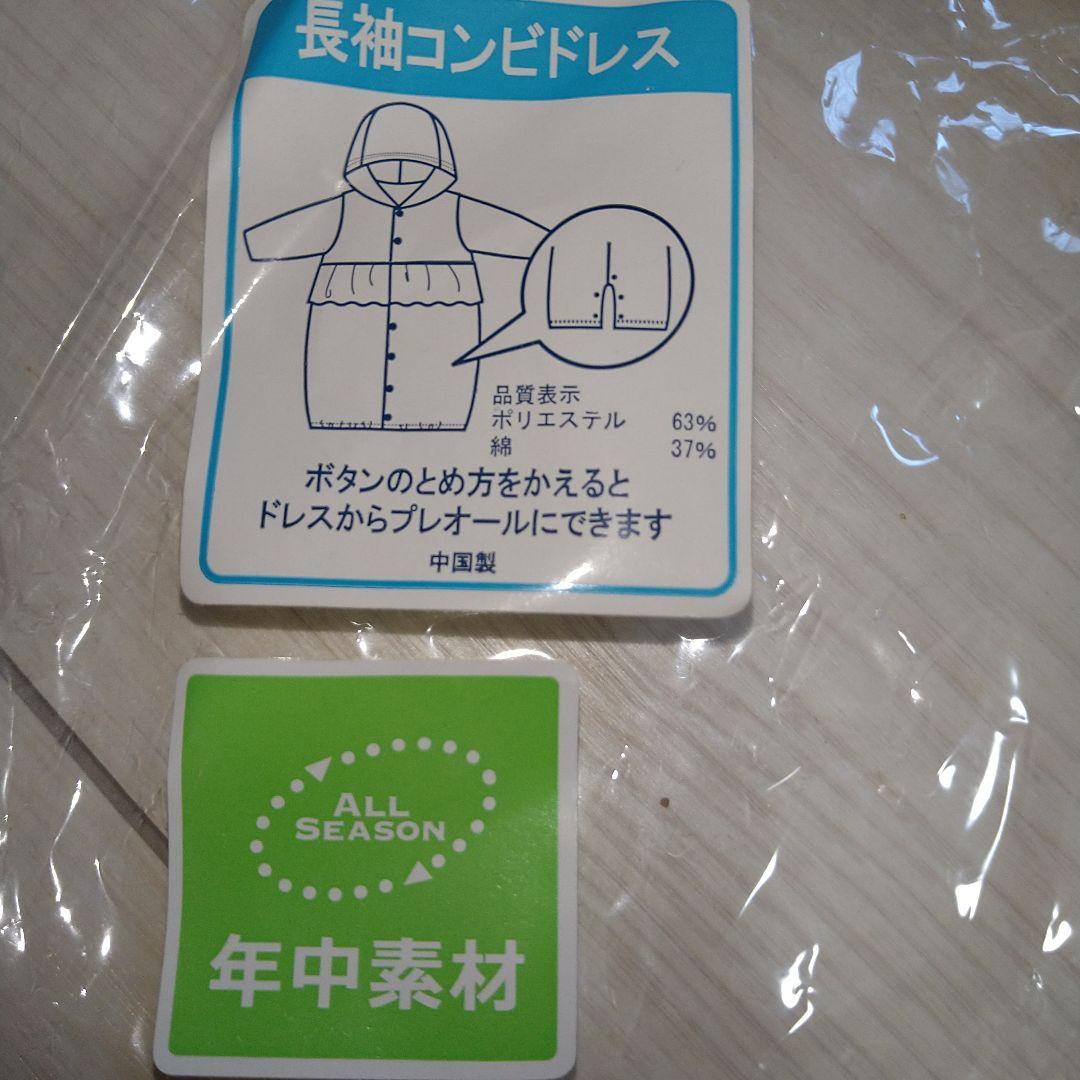 長袖コンビドレス
品質表示
ポリエステル 63%
綿 37%
ボタンのとめ方をかえると
ドレスからプレオールにできます
中国製
ALL
SEASON
年中素材